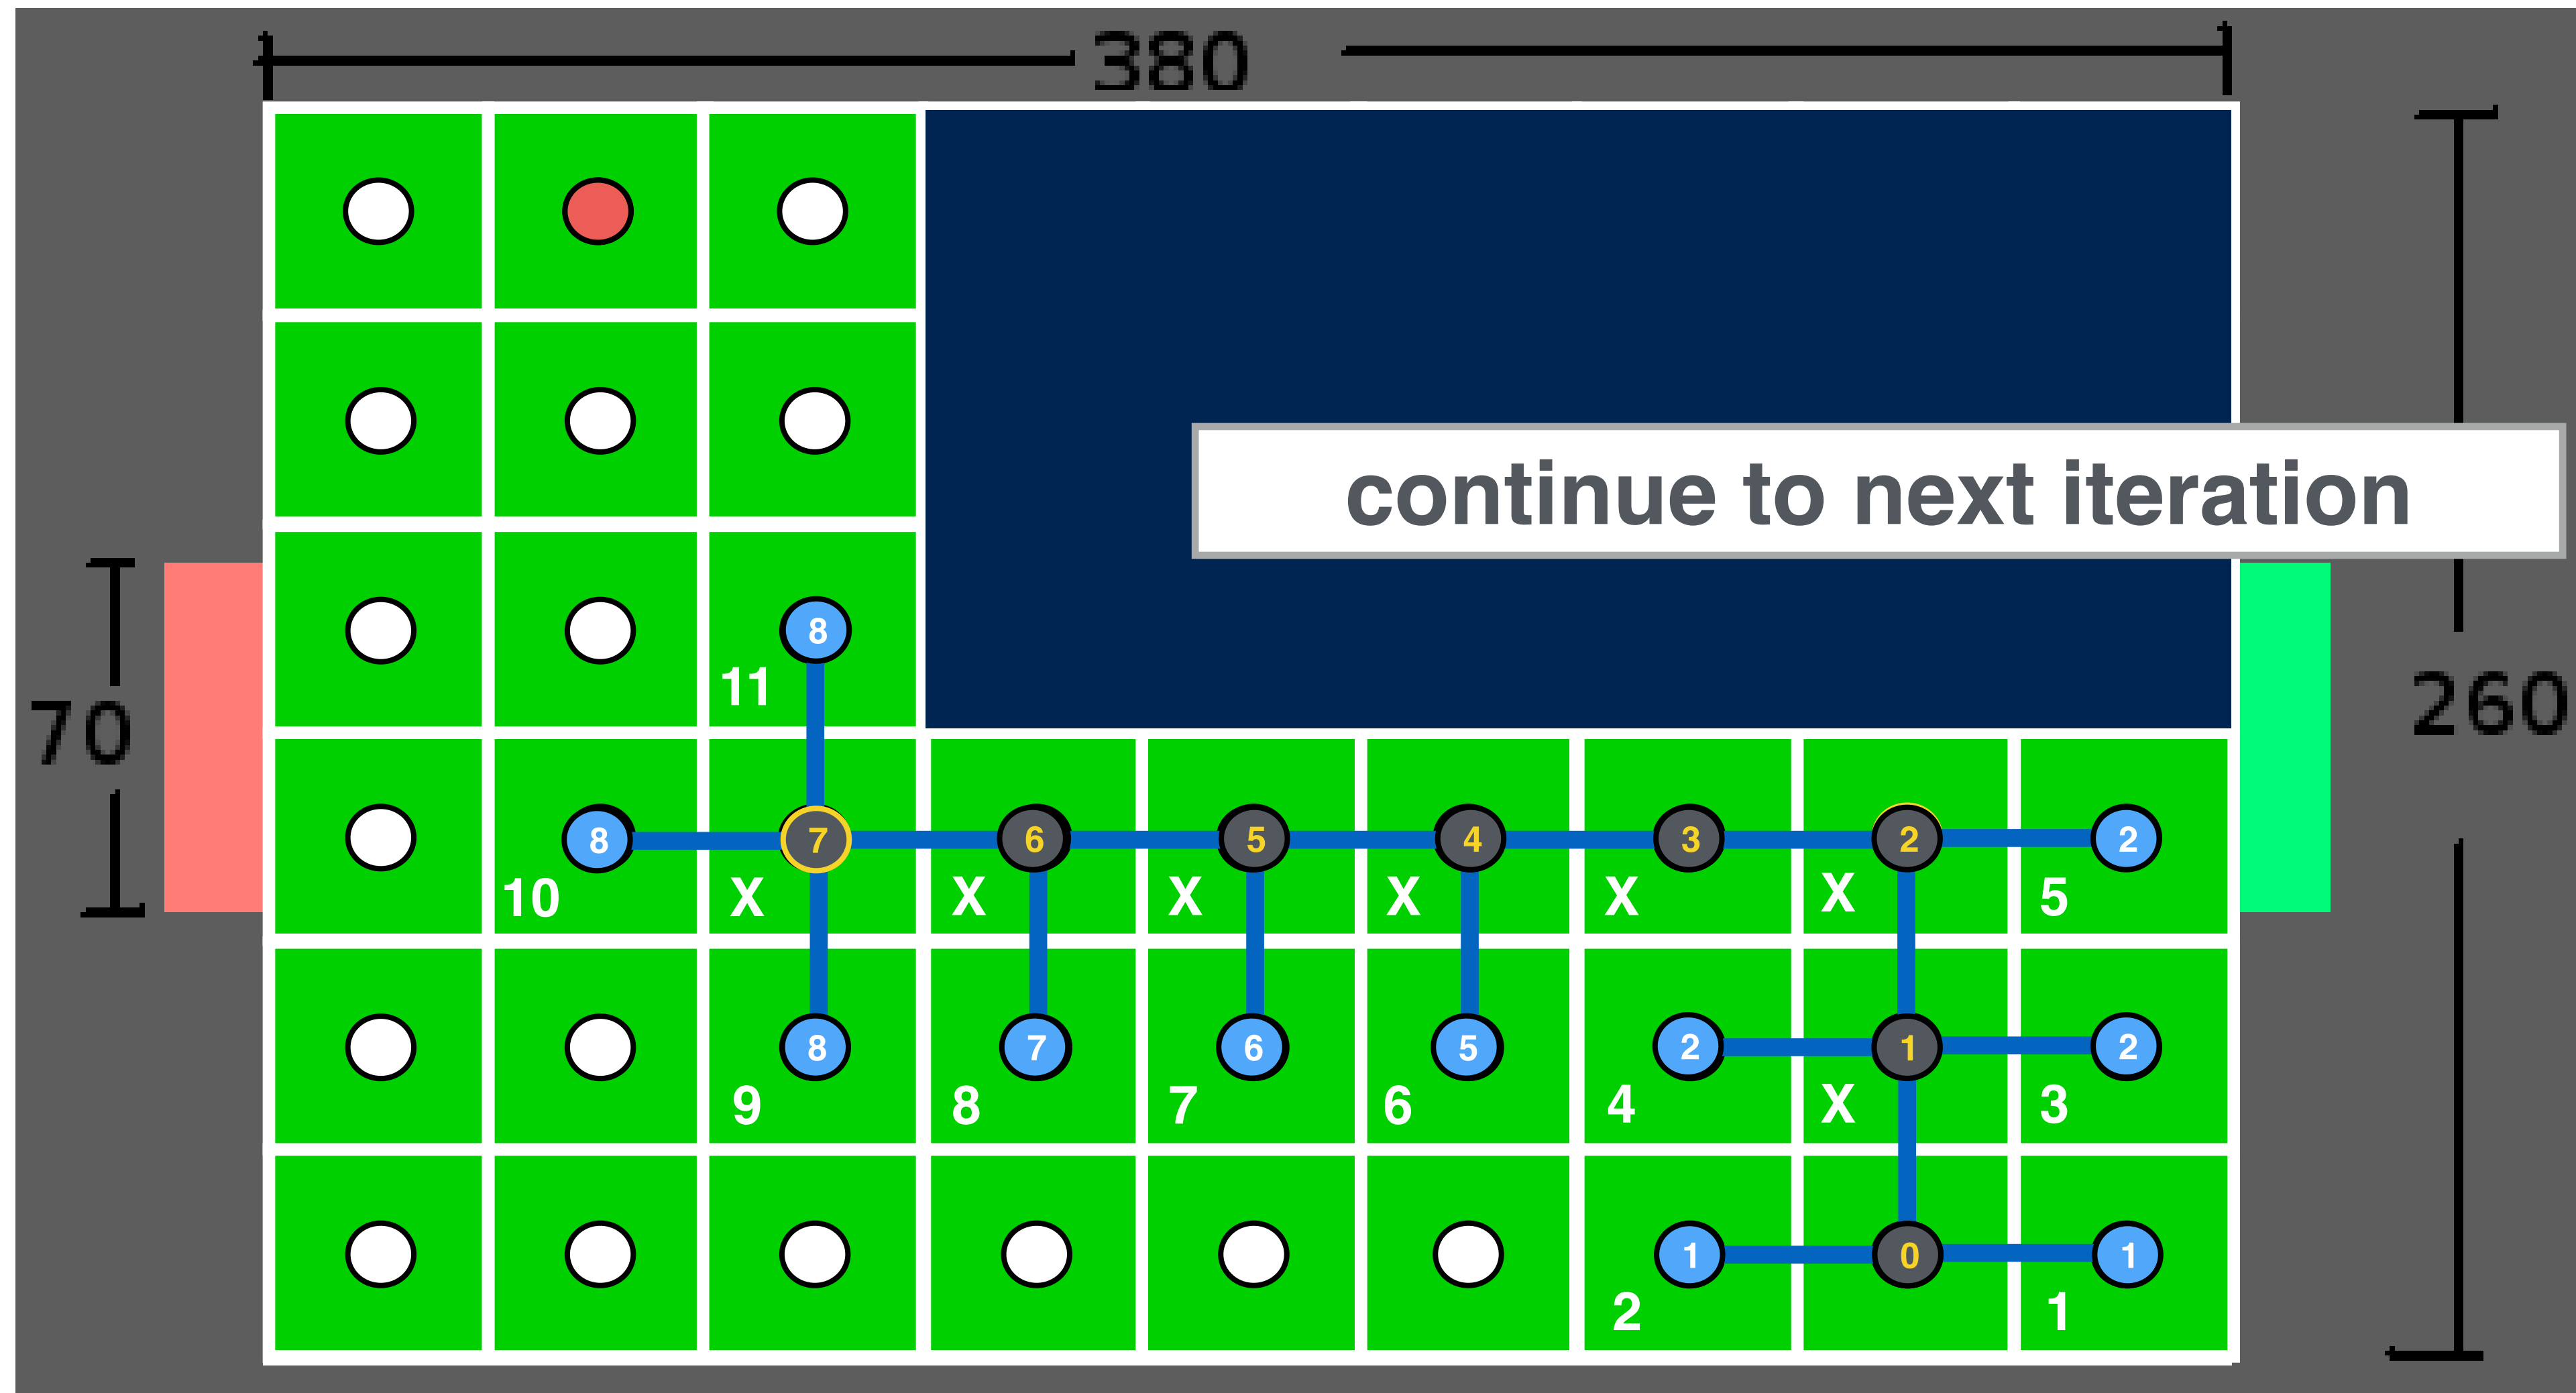 380
continue to next iteration
8
11
70
260
8 7 6 5 4 3 2 2
10 X X X X X X 5
8 7 6 5 2 1 2
9 8 7 6 4 X 3
1 0 1
2 1